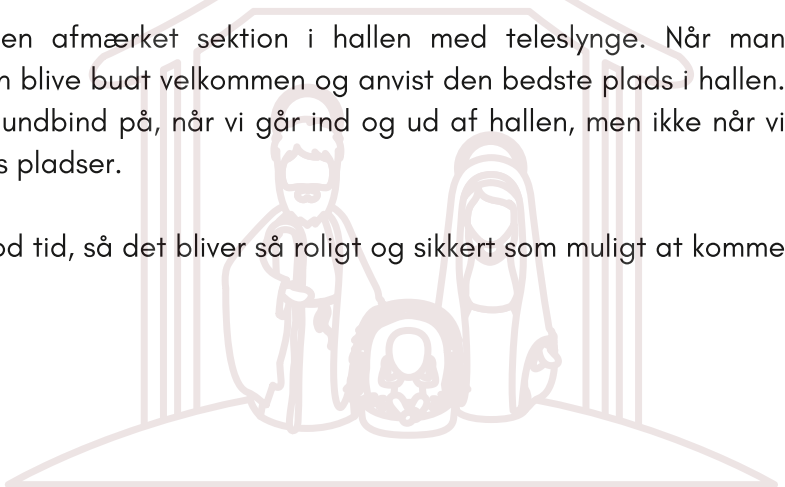 en afmærket sektion i hallen med teleslynge. Når man
blive budt velkommen og anvist den bedste plads i hallen.
på, når vi går ind og ud af hallen, men ikke når vi
pladser.
tid, så det bliver så roligt og sikkert som muligt at komme